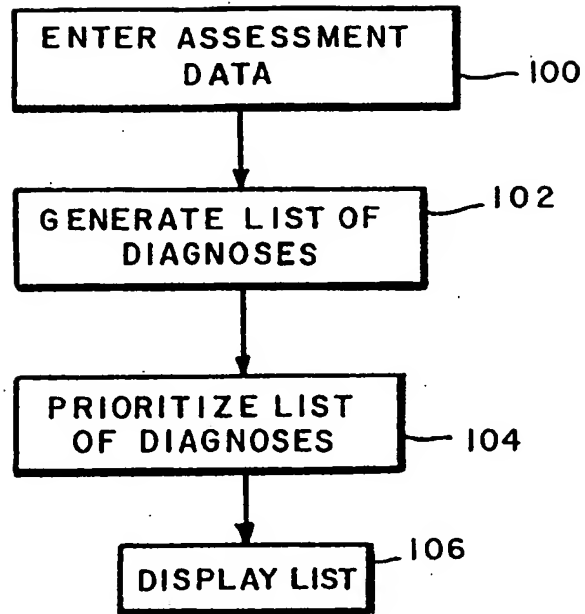 ENTER ASSESSMENT
DATA
100
GENERATE LIST OF
DIAGNOSES
102
PRIORITIZE LIST
OF DIAGNOSES
104
DISPLAY LIST
106